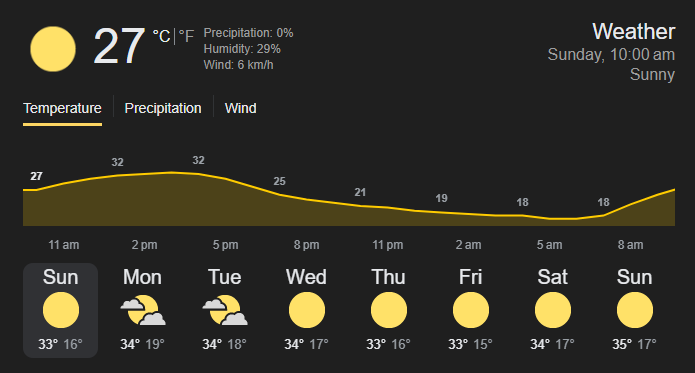 27 °C | °F
Precipitation: 0%
Humidity: 29%
Wind: 6 km/h
Weather
Sunday, 10:00 am
Sunny
Temperature | Precipitation | Wind
27 32 32 25 21 19 18 18
11 am 2 pm 5 pm 8 pm 11 pm 2 am 5 am 8 am
Sun Mon Tue Wed Thu Fri Sat Sun
33° 16° 34° 19° 34° 18° 34° 17° 33° 16° 33° 15° 34° 17° 35° 17°